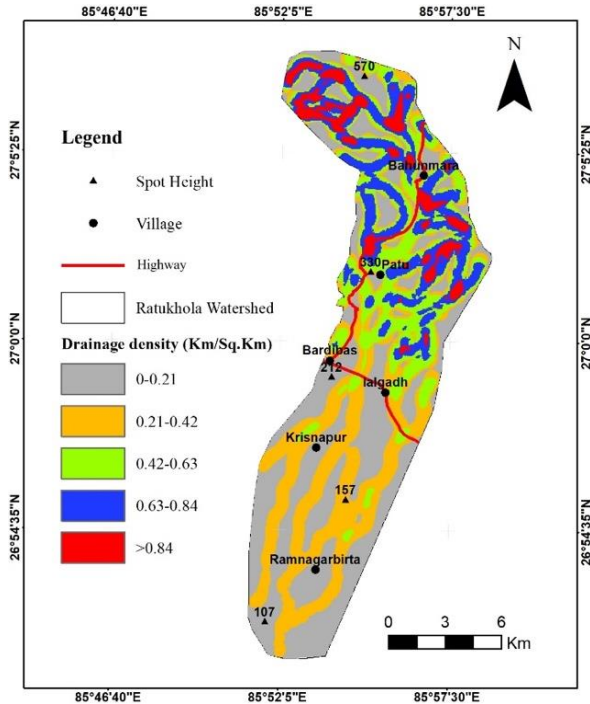 85°46'40"E 85°52'5"E 85°57'30"E
N
570
27°5'25"N 27°5'25"N
Legend
Bahunmara
Spot Height
Village
Highway
330 Patu
Ratukhola Watershed
Drainage density (Km/Sq.Km)
27°0'0"N 27°0'0"N
Bardibas
212
lalgadh
0-0.21
0.21-0.42
Krisnapur
0.42-0.63
157
0.63-0.84
26°54'35"N 26°54'35"N
>0.84
Ramnagarbirta
107
0 3 6
Km
85°46'40"E 85°52'5"E 85°57'30"E